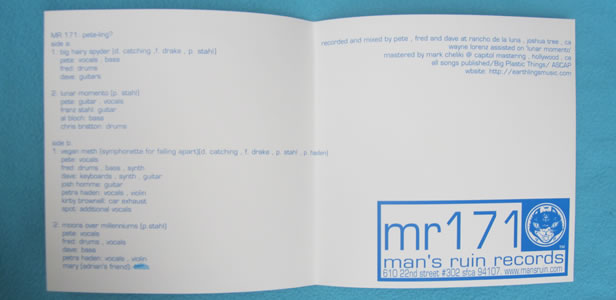 MR 171: peta-ling?
side a:
1: big hairy spyder [d. catching ,f. drake , p. stahl]
pete: vocals , bass
fred: drums
dave: guitars
2: lunar momento [p. stahl]
pete: guitar , vocals
franz stahl: guitar
al bloch: bass
chris bratton: drums
side b:
1: vegan meth (symphonette for falling apart)[d. catching , f. drake , p. stahl , p. haden]
pete: vocals
fred: drums , bass , synth
dave: keyboards , synth , guitar
josh homme: guitar
petra haden: vocals , violin
kirby brownell: car exhaust
spot: additional vocals
2: moons over millenniums [p.stahl]
pete: vocals
fred: drums , vocals
dave: bass
petra haden: vocals , violin
mary (adrian's friend):
recorded and mixed by pete , fred and dave at rancho de la luna , joshua tree , ca
wayne lorenz assisted on 'lunar momento'
mastered by mark chelki @ capitol mastering , hollywood , ca
all songs published/Big Plastic Things/ ASCAP
wbsite: http://earthlingsmusic.com
mr171
TM
man's ruin records
610 22nd street #302 sfca 94107, www.mansruin.com